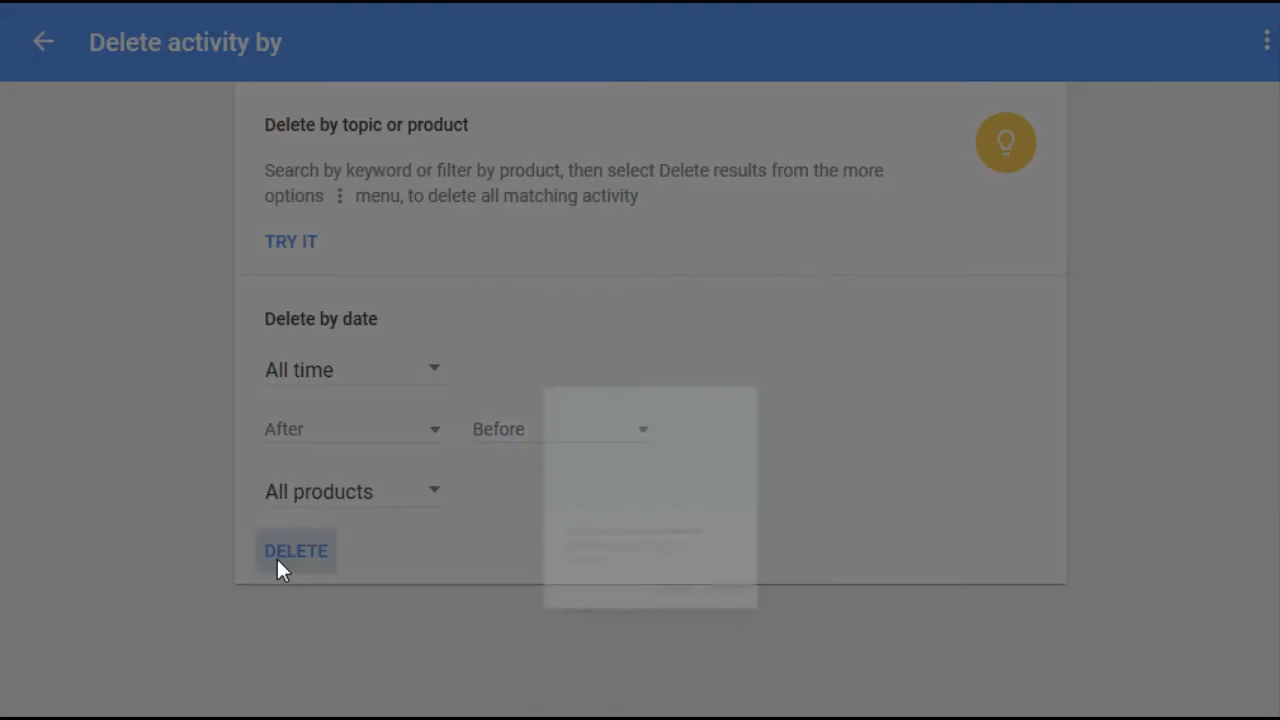 Delete activity by
Delete by topic or product
Search by keyword or filter by product, then select Delete results from the more
options ⋮ menu, to delete all matching activity
TRY IT
Delete by date
All time
After Before
All products
DELETE